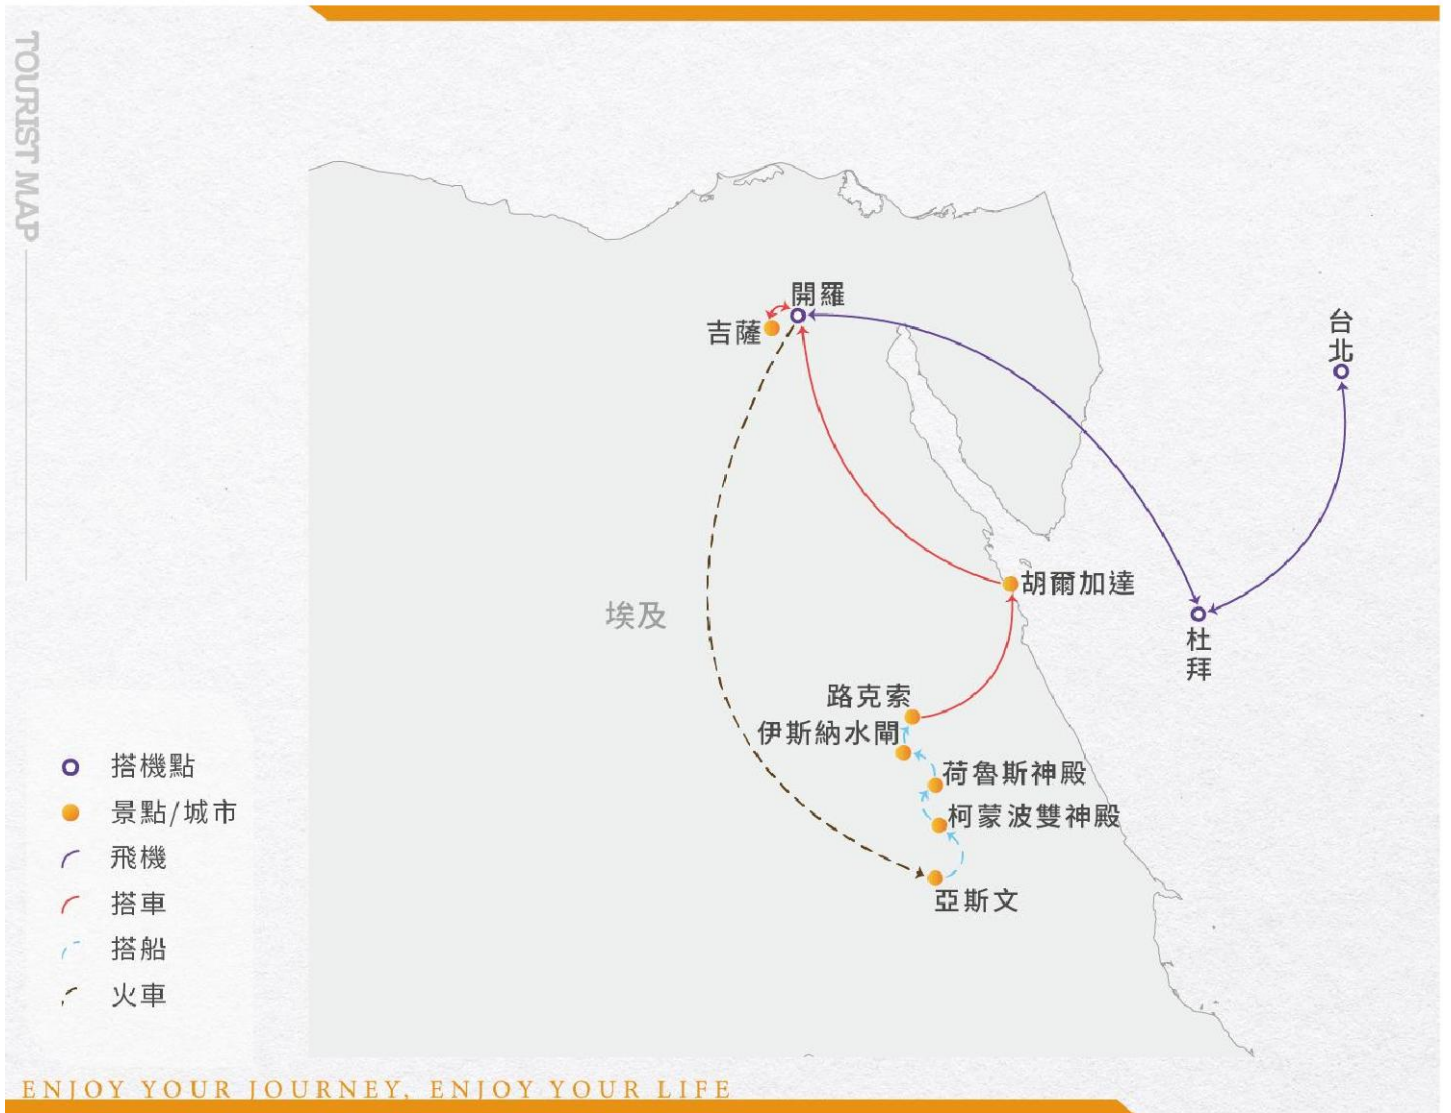 TOURIST MAP
開羅
吉薩
台北
胡爾加達
埃及
杜拜
路克索
伊斯納水閘
荷魯斯神殿
柯蒙波雙神殿
亞斯文
搭機點
景點/城市
飛機
搭車
搭船
火車
ENJOY YOUR JOURNEY, ENJOY YOUR LIFE